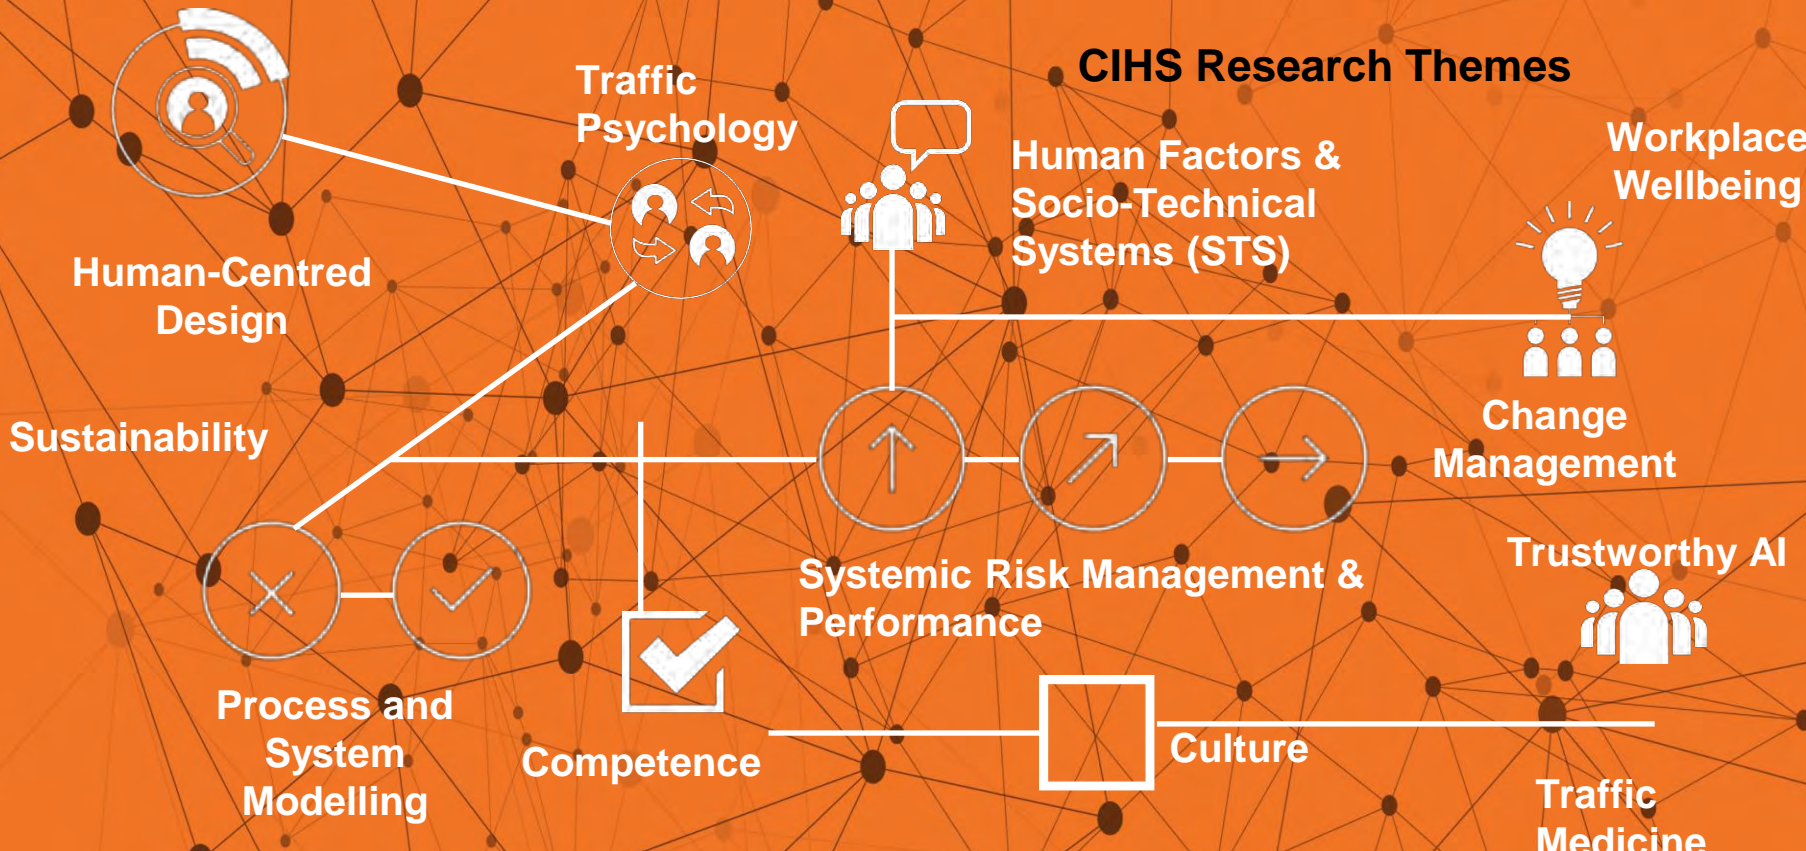 CIHS Research Themes
Traffic
Psychology
Human Factors &
Socio-Technical
Systems (STS)
Workplace
Wellbeing
Human-Centred
Design
Sustainability
Change
Management
Systemic Risk Management &
Performance
Trustworthy AI
Process and
System
Modelling
Competence
Culture
Traffic
Medicine